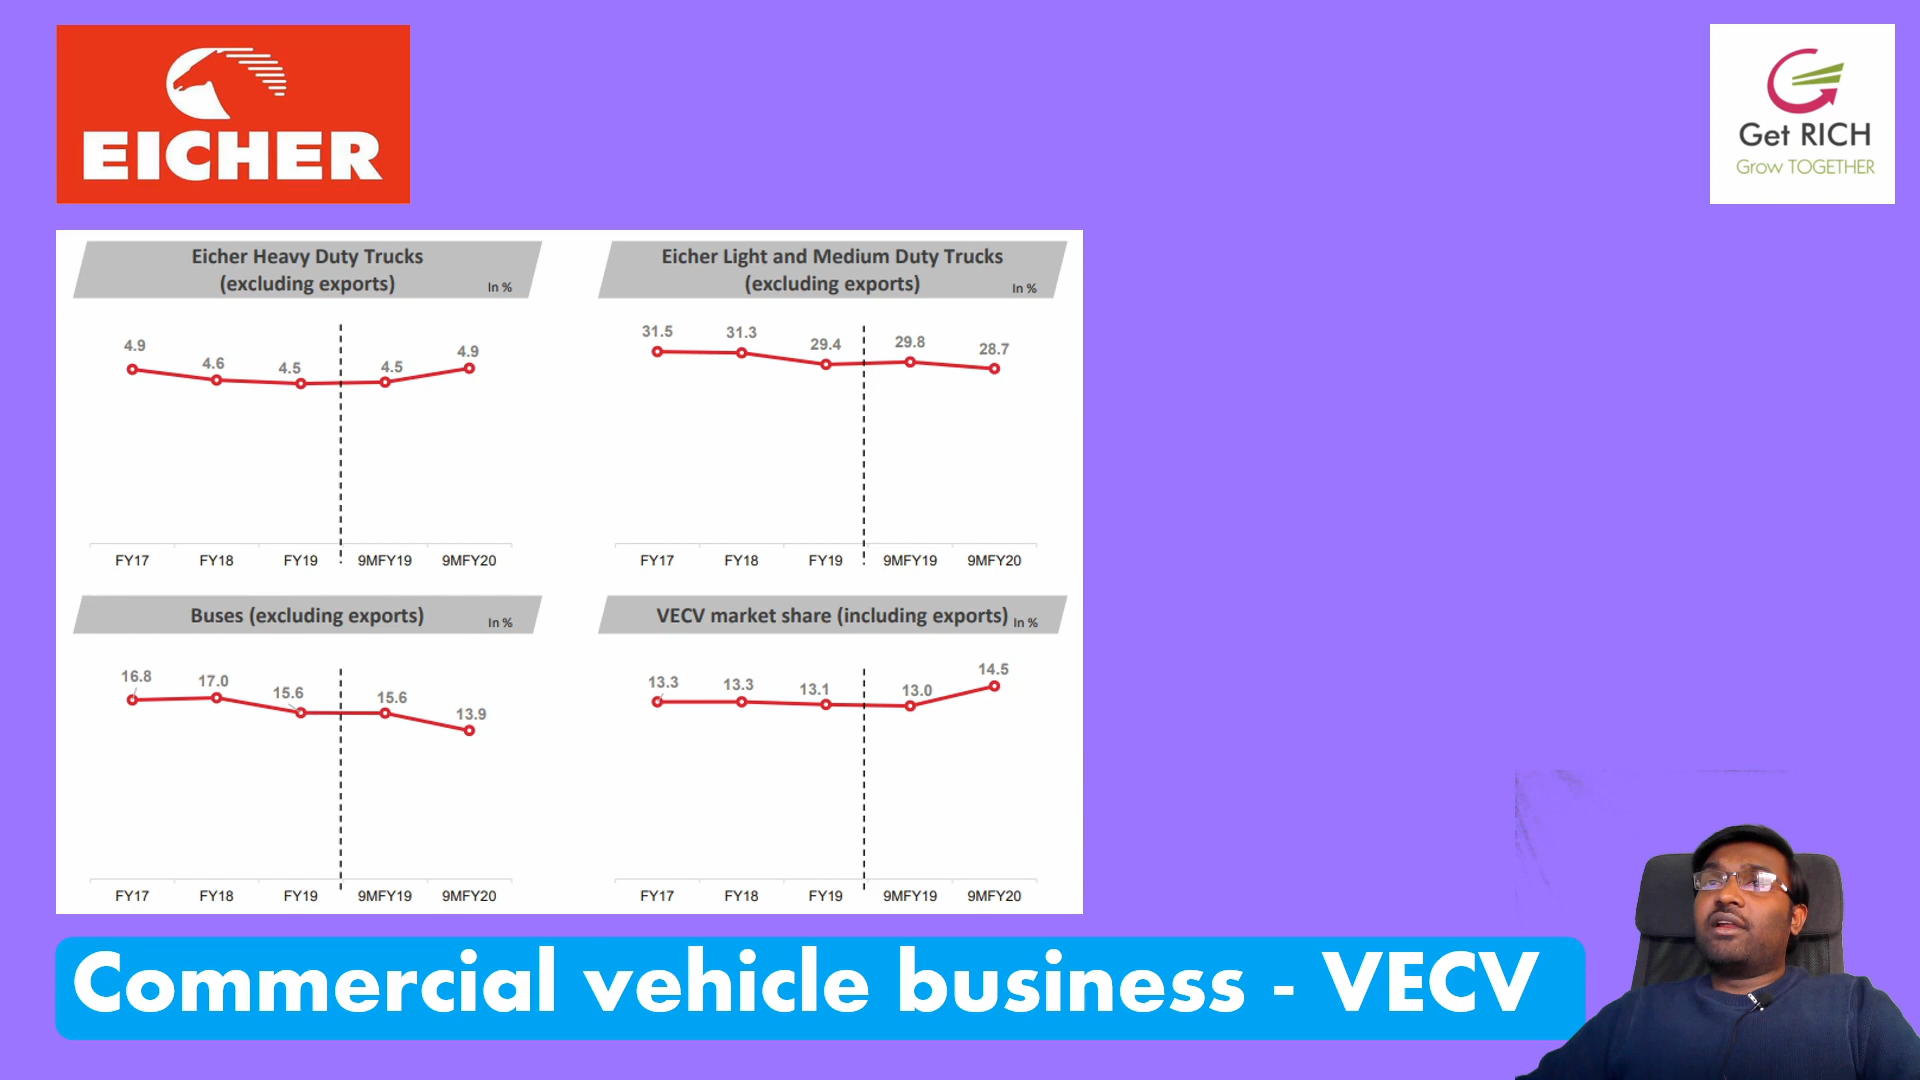 EICHER
Get RICH
Grow TOGETHER
Eicher Heavy Duty Trucks
(excluding exports)
In %
4.9
4.6
4.5
4.5
4.9
FY17
FY18
FY19
9MFY19
9MFY20
Eicher Light and Medium Duty Trucks
(excluding exports)
In %
31.5
31.3
29.4
29.8
28.7
FY17
FY18
FY19
9MFY19
9MFY20
Buses (excluding exports)
In %
16.8
17.0
15.6
15.6
13.9
FY17
FY18
FY19
9MFY19
9MFY20
VECV market share (including exports)
In %
13.3
13.3
13.1
13.0
14.5
FY17
FY18
FY19
9MFY19
9MFY20
Commercial vehicle business - VECV